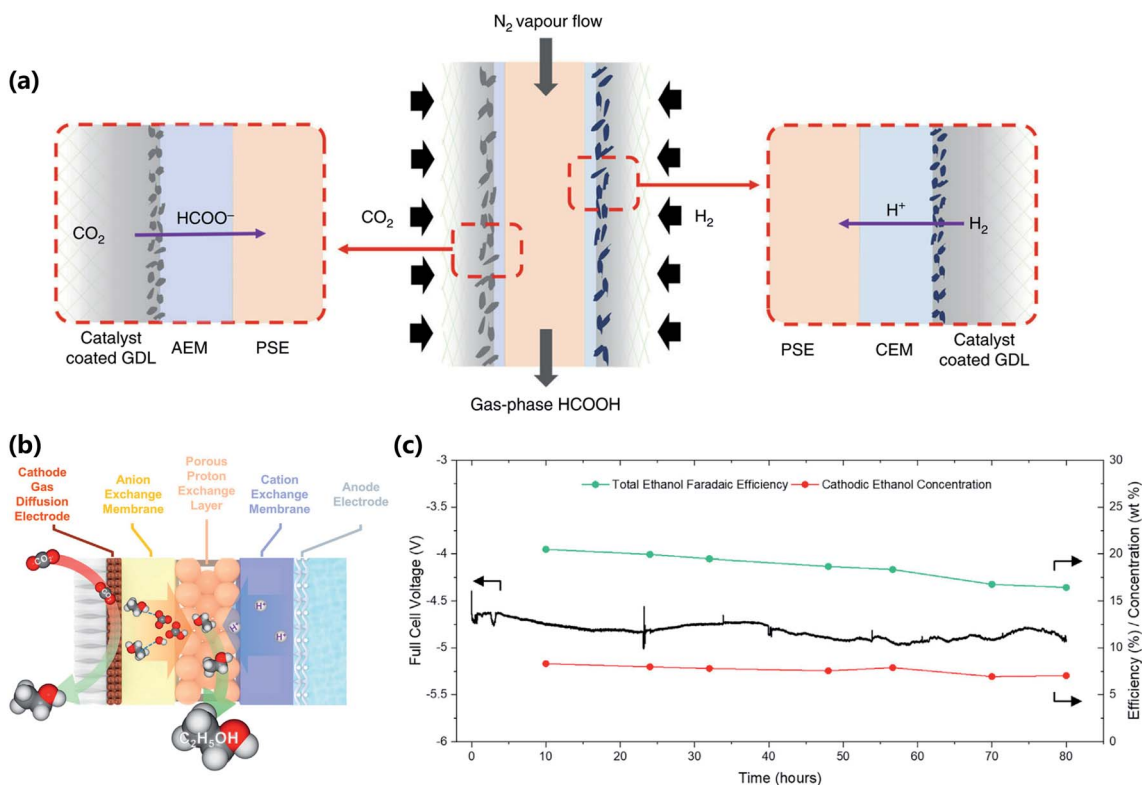 (a)
N₂ vapour flow
CO₂
HCOO⁻
Catalyst
coated GDL
AEM
PSE
CO₂
H₂
Gas-phase HCOOH
H⁺
H₂
PSE
CEM
Catalyst
coated GDL
(b)
Cathode
Gas
Diffusion
Electrode
Anion
Exchange
Membrane
Porous
Proton
Exchange
Layer
Cation
Exchange
Membrane
Anode
Electrode
H⁺
H⁺
H⁺
C₂H₅OH
(c)
Total Ethanol Faradaic Efficiency
Cathodic Ethanol Concentration
Full Cell Voltage (V)
-3
-3.5
-4
-4.5
-5
-5.5
-6
10
20
30
40
50
60
70
80
Time (hours)
30
25
20
15
10
5
0
Efficiency (%) / Concentration (wt %)